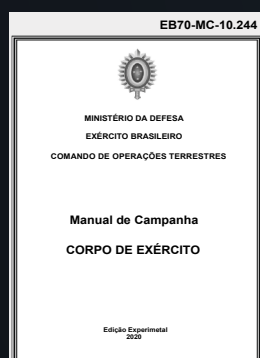 EB70-MC-10.244
MINISTÉRIO DA DEFESA
EXÉRCITO BRASILEIRO
COMANDO DE OPERAÇÕES TERRESTRES
Manual de Campanha
CORPO DE EXÉRCITO
Edição Experimetal
2020